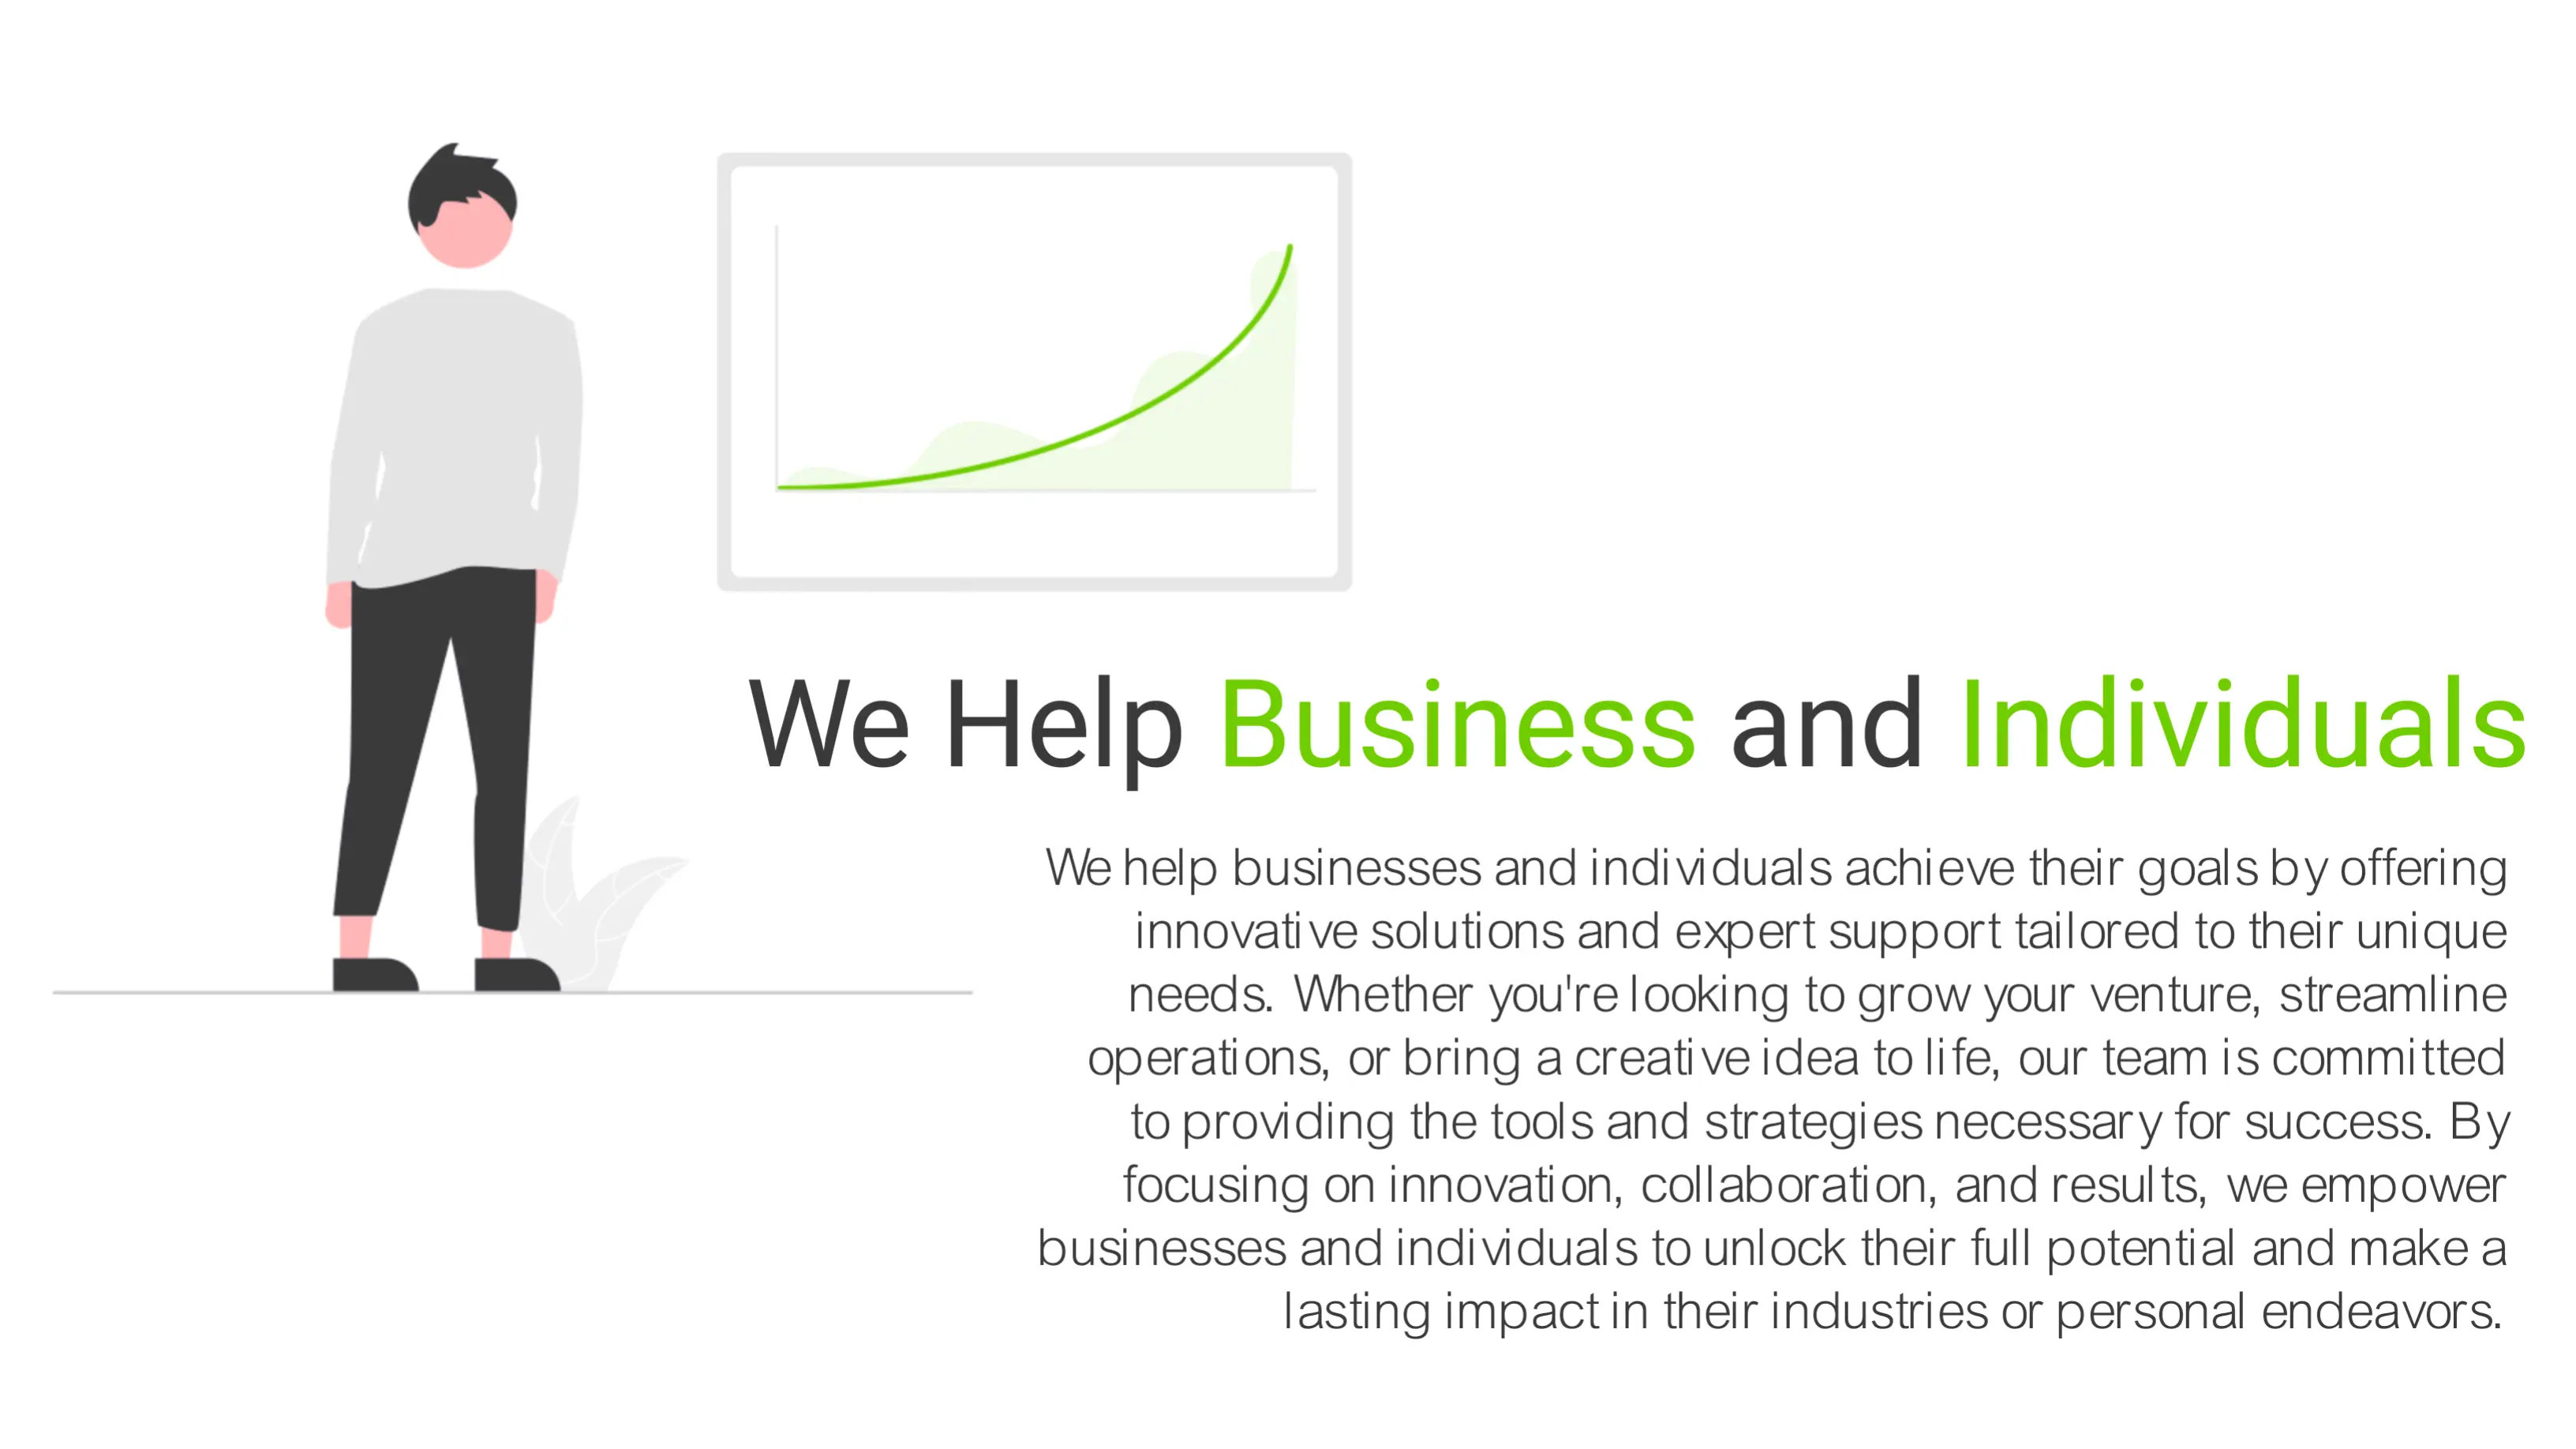 We Help Business and Individuals
We help businesses and individuals achieve their goals by offering
innovative solutions and expert support tailored to their unique
needs. Whether you're looking to grow your venture, streamline
operations, or bring a creative idea to life, our team is committed
to providing the tools and strategies necessary for success. By
focusing on innovation, collaboration, and results, we empower
businesses and individuals to unlock their full potential and make a
lasting impact in their industries or personal endeavors.